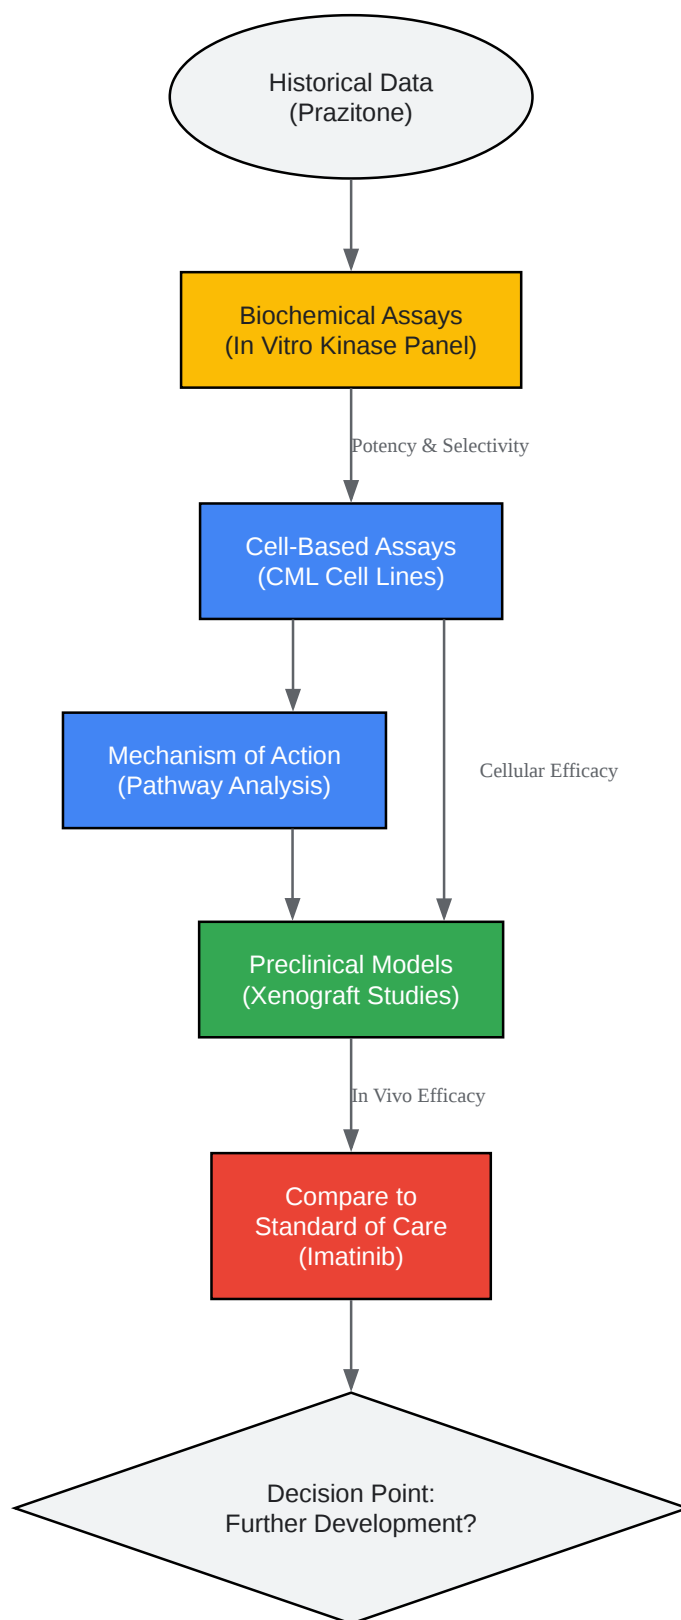 Historical Data
(Prazitone)
Biochemical Assays
(In Vitro Kinase Panel)
Potency & Selectivity
Cell-Based Assays
(CML Cell Lines)
Mechanism of Action
(Pathway Analysis)
Cellular Efficacy
Preclinical Models
(Xenograft Studies)
In Vivo Efficacy
Compare to
Standard of Care
(Imatinib)
Decision Point:
Further Development?